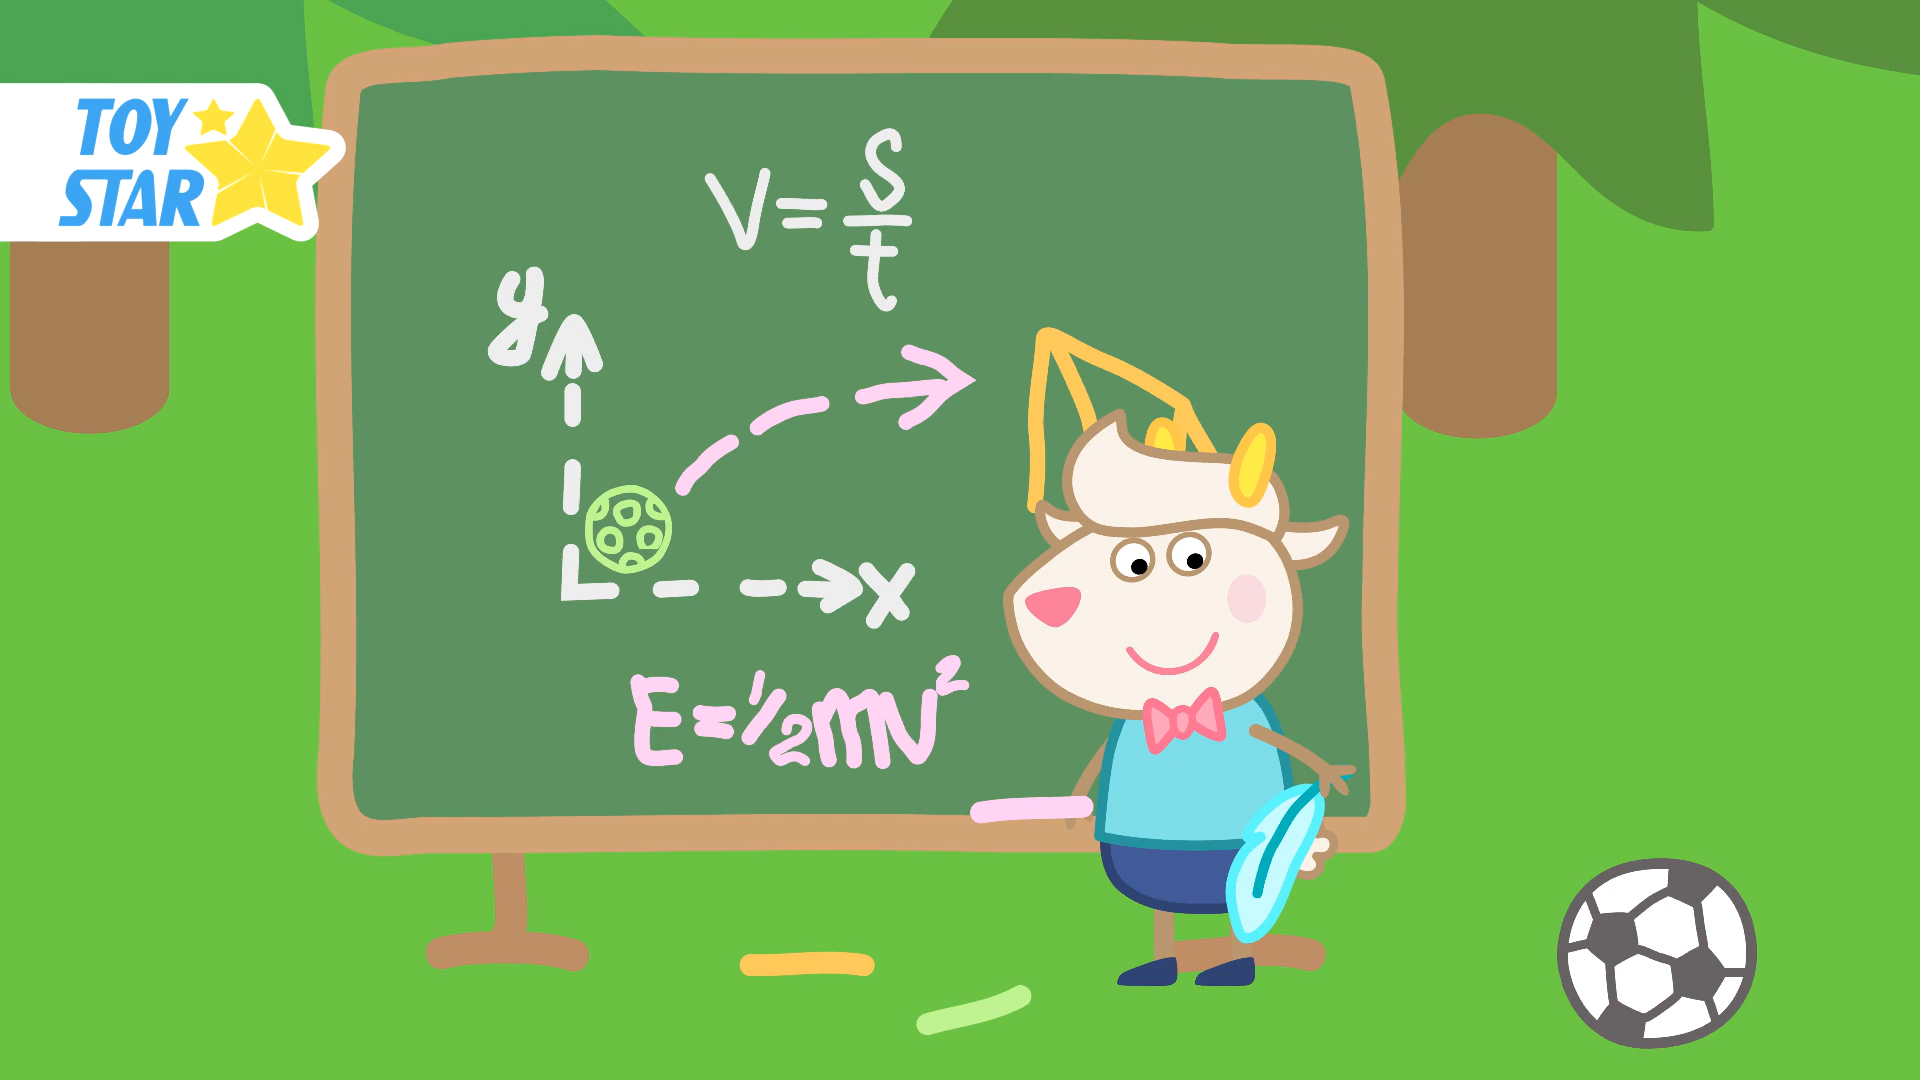 TOY
STAR
V=s/t
y
x
E=1/2mv²